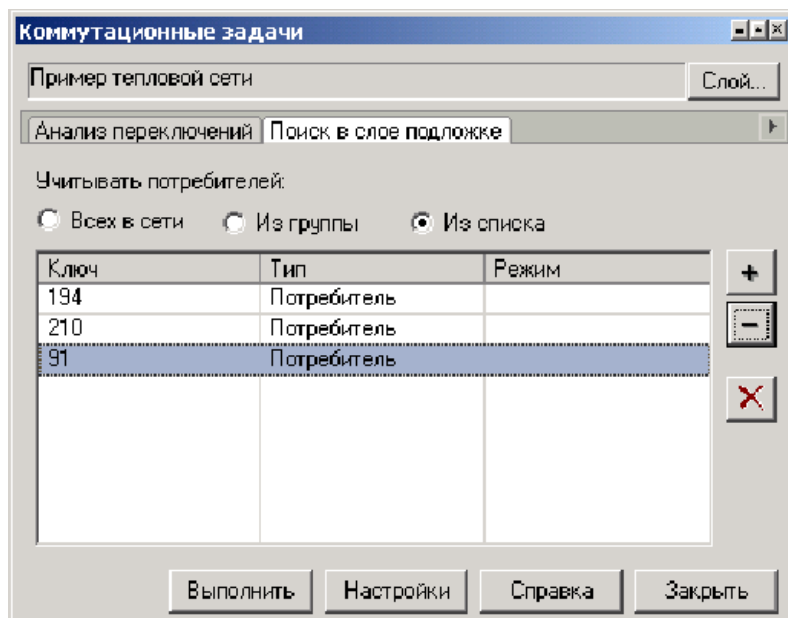 Коммутационные задачи
Пример тепловой сети
Слой...
Анализ переключений Поиск в слое подложке
Учитывать потребителей:
Всех в сети Из группы Из списка
Ключ Тип Режим
194 Потребитель
210 Потребитель
91 Потребитель
Выполнить Настройки Справка Закрыть